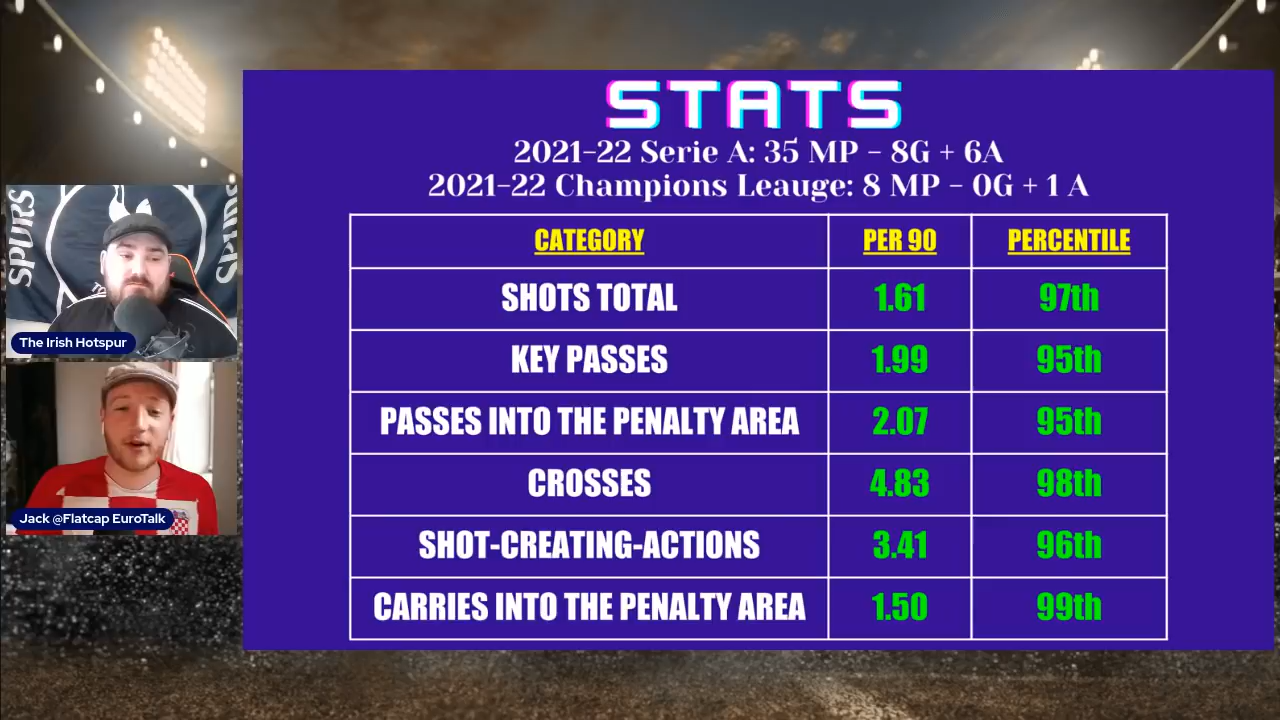 STATS
2021-22 Serie A: 35 MP - 8G + 6A
2021-22 Champions Leauge: 8 MP - 0G + 1 A
CATEGORY PER 90 PERCENTILE
SHOTS TOTAL 1.61 97th
KEY PASSES 1.99 95th
PASSES INTO THE PENALTY AREA 2.07 95th
CROSSES 4.83 98th
SHOT-CREATING-ACTIONS 3.41 96th
CARRIES INTO THE PENALTY AREA 1.50 99th
SPURS
The Irish Hotspur
Jack @Flatcap EuroTalk